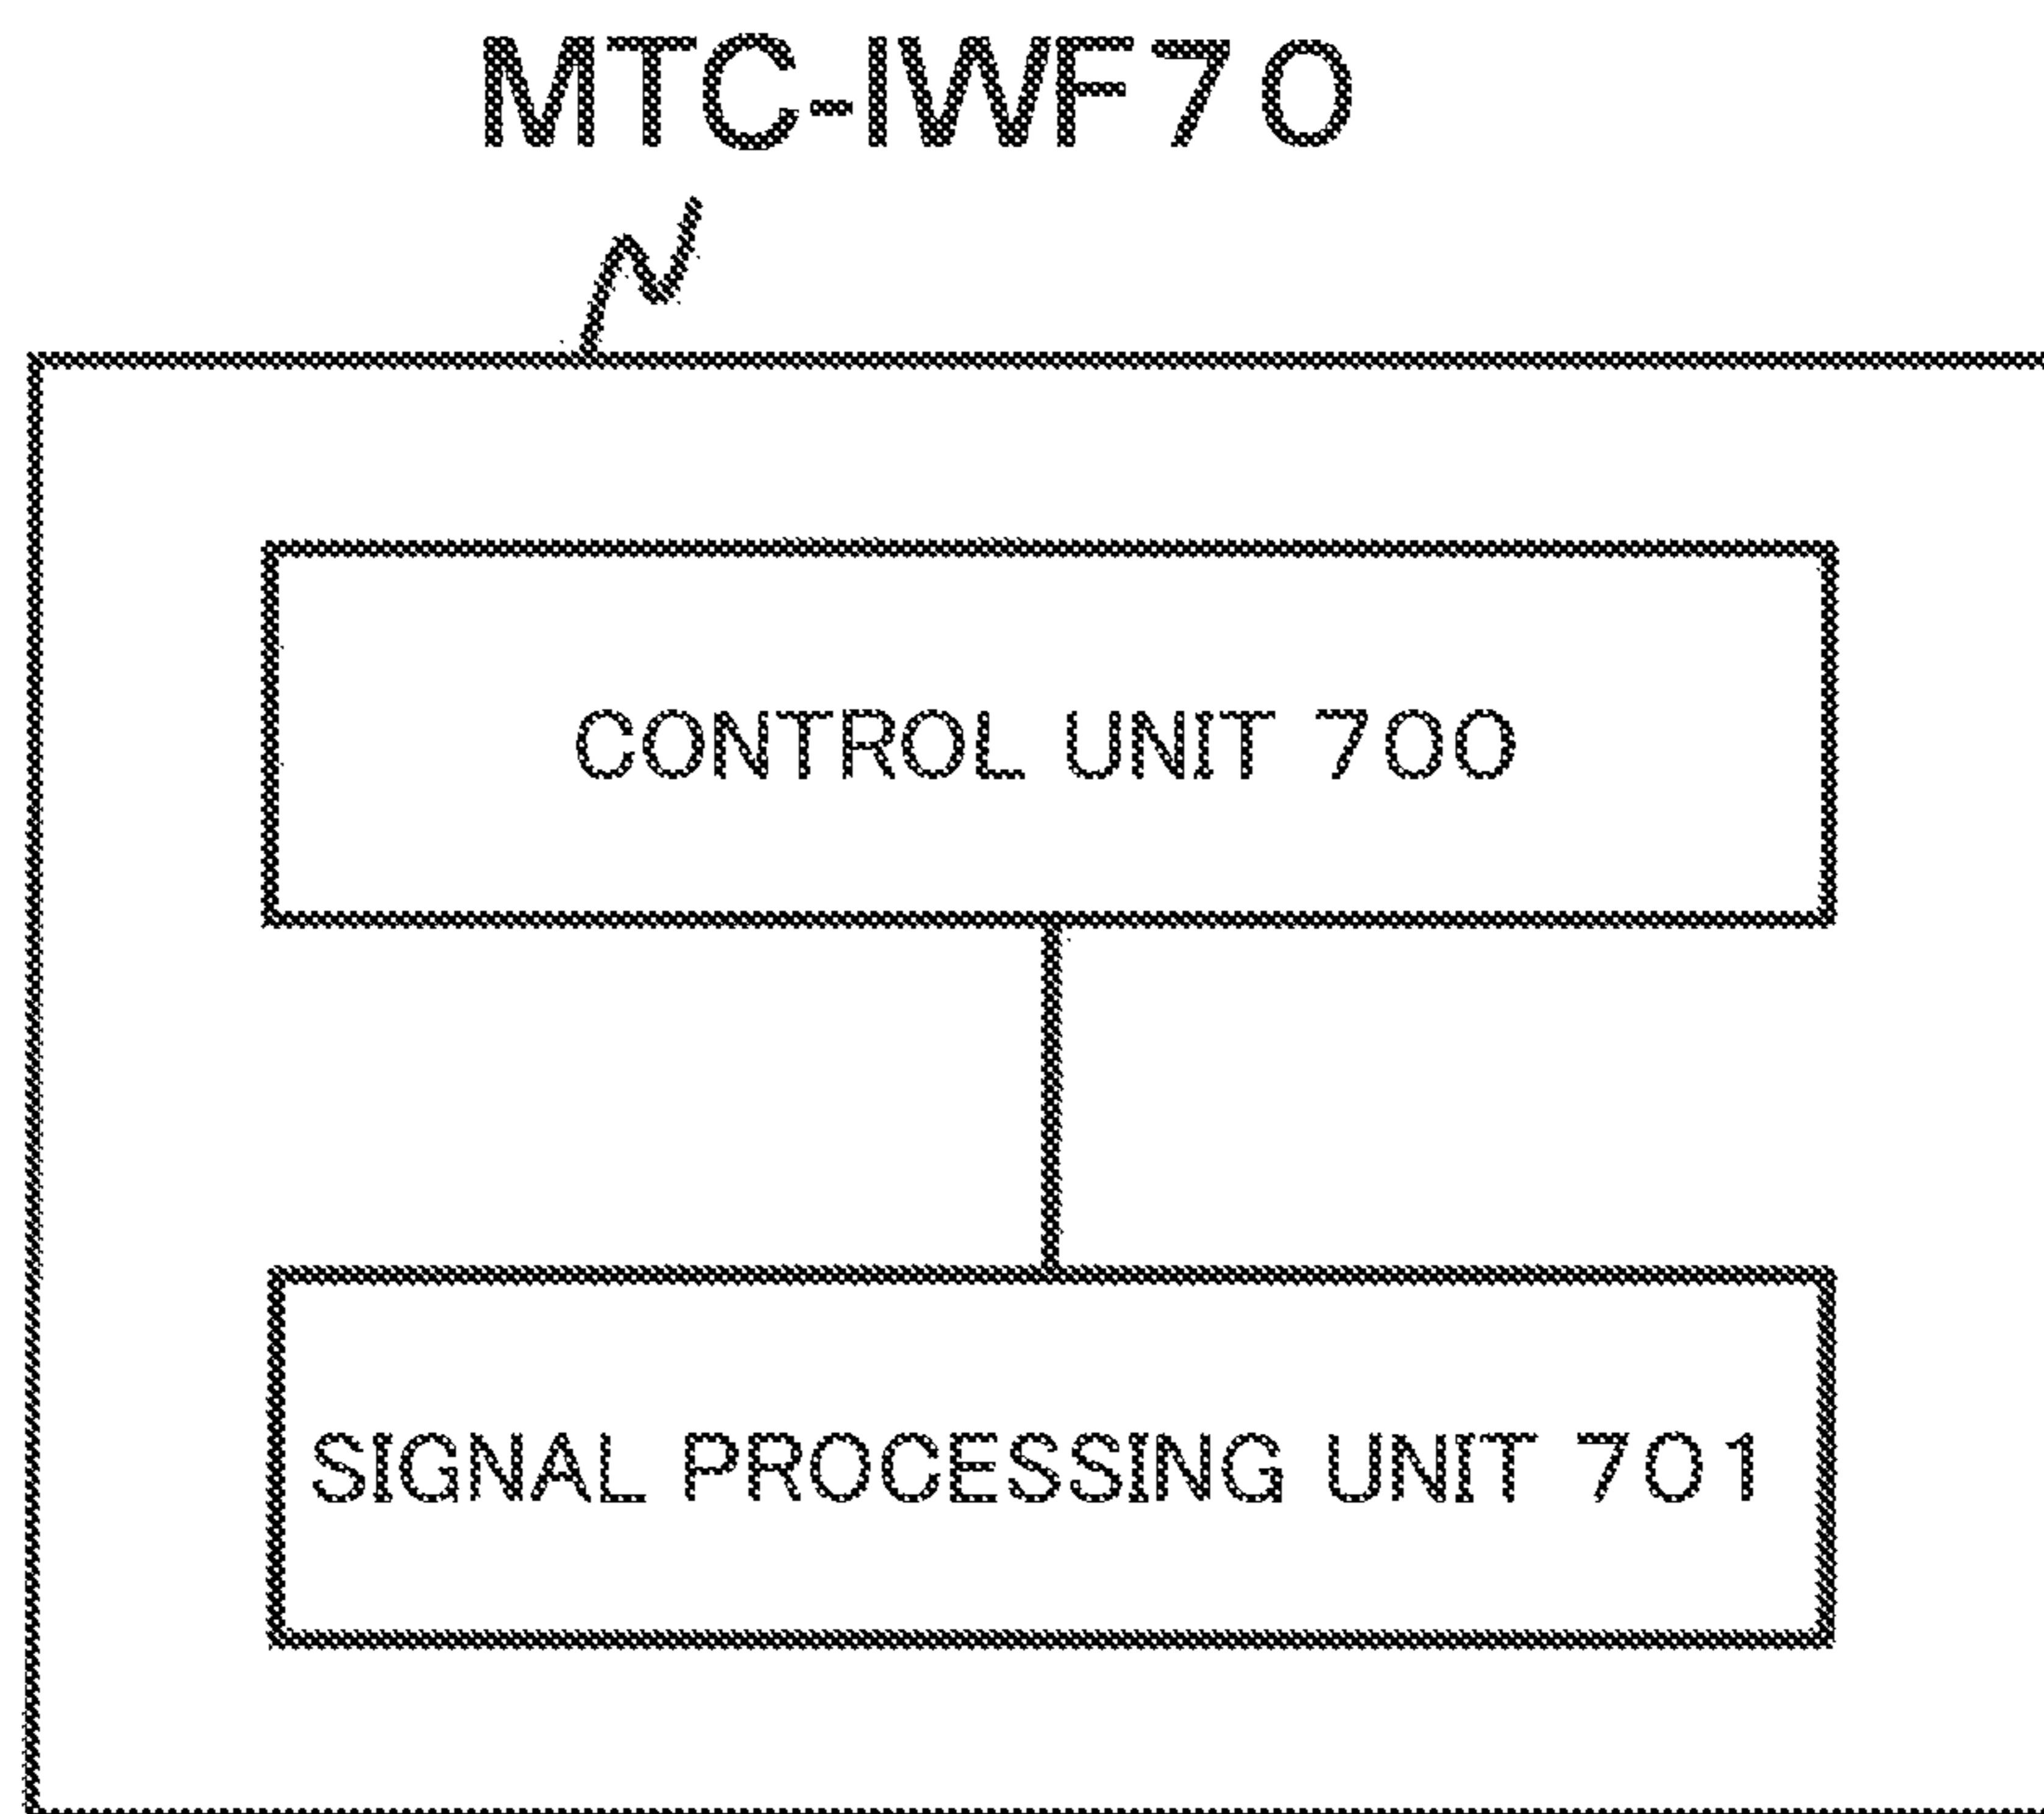 MTC-IWF70
CONTROL UNIT 700
SIGNAL PROCESSING UNIT 701